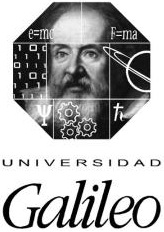 e=mc F=ma
Ψ ħ
UNIVERSIDAD
Galileo